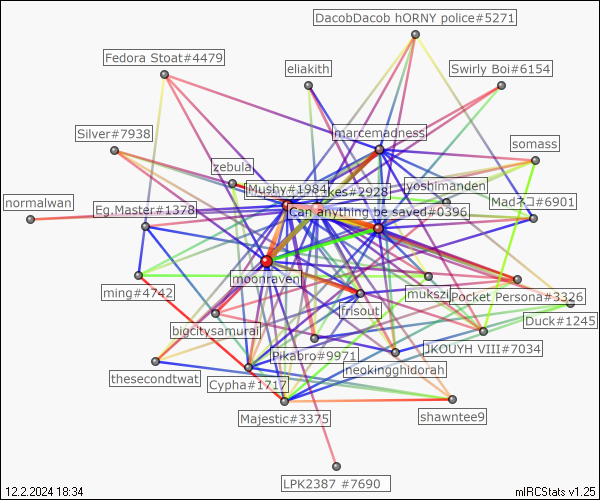 DacobDacob hORNY police#5271
Fedora Stoat#4479
eliakith
Swirly Boi#6154
Silver#7938
marcemadness
somass
zebula
Mushy#1984
kes#2928
yoshimanden
normalwan
Eg.Master#1378
Can anything be saved#0396
Madネコ#6901
moonraven
ming#4742
mukszi
Pocket Persona#3326
frisout
bigcitysamurai
Duck#1245
Pikabro#9971
JKOUYH VIII#7034
neokingghidorah
thesecondtwat
Cypha#1717
Majestic#3375
shawntee9
LPK2387 #7690
12.2.2024 18:34
mIRCStats v1.25